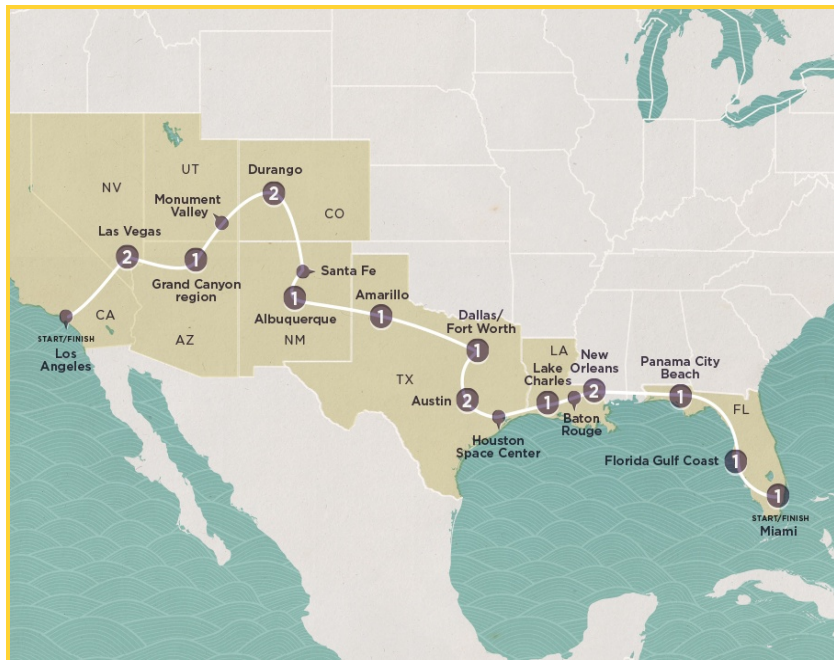 Durango
2
UT
NV
Monument
Valley
CO
Las Vegas
2
1
Grand Canyon
region
Santa Fe
1
Albuquerque
Amarillo
1
START/FINISH
Los
Angeles
CA
AZ
NM
Dallas/
Fort Worth
1
TX
Austin
2
Houston
Space Center
LA
Lake
Charles
1
New
Orleans
2
Baton
Rouge
Panama City
Beach
1
FL
Florida Gulf Coast
1
1
START/FINISH
Miami